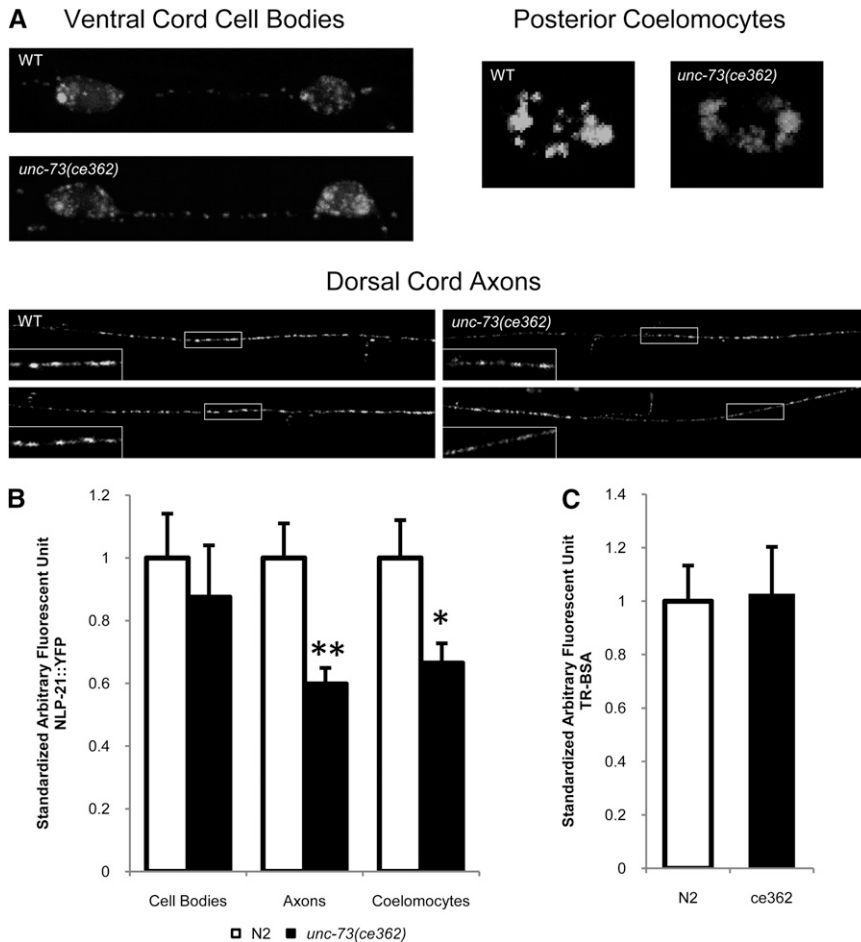 A
Ventral Cord Cell Bodies
Posterior Coelomocytes
WT
unc-73(ce362)
WT
unc-73(ce362)
Dorsal Cord Axons
WT
unc-73(ce362)
B
Standardized Arbitrary Fluorescent Unit
NLP-21::YFP
1.2
1
0.8
0.6
0.4
0.2
0
**
*
Cell Bodies
Axons
Coelomocytes
N2
unc-73(ce362)
C
Standardized Arbitrary Fluorescent Unit
TR-BSA
1.4
1.2
1
0.8
0.6
0.4
0.2
0
N2
ce362